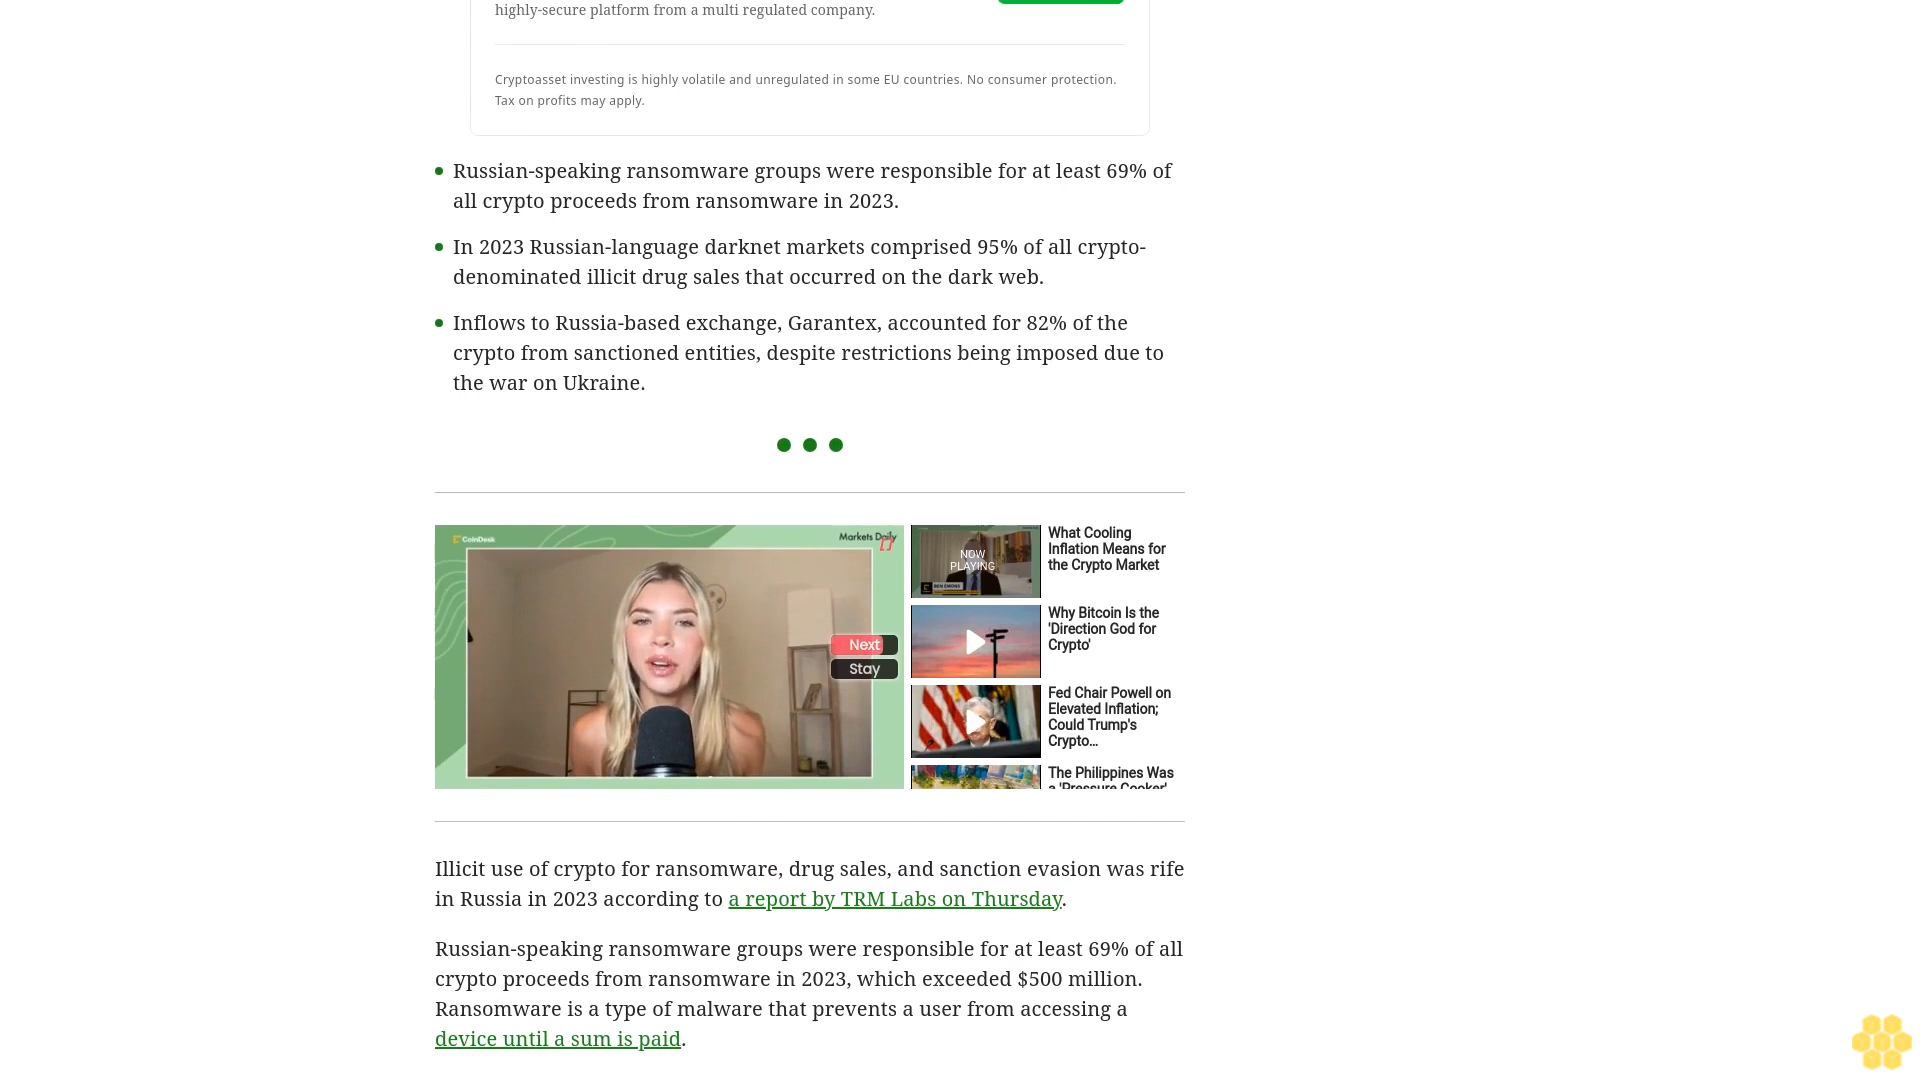 highly-secure platform from a multi regulated company.
Cryptoasset investing is highly volatile and unregulated in some EU countries. No consumer protection.
Tax on profits may apply.
Russian-speaking ransomware groups were responsible for at least 69% of
all crypto proceeds from ransomware in 2023.
In 2023 Russian-language darknet markets comprised 95% of all crypto-
denominated illicit drug sales that occurred on the dark web.
Inflows to Russia-based exchange, Garantex, accounted for 82% of the
crypto from sanctioned entities, despite restrictions being imposed due to
the war on Ukraine.
CoinDesk
Markets Daily
Next
Stay
NOW
PLAYING
What Cooling
Inflation Means for
the Crypto Market
Why Bitcoin Is the
'Direction God for
Crypto'
Fed Chair Powell on
Elevated Inflation;
Could Trump's
Crypto...
The Philippines Was
a 'Pressure Cooker'
Illicit use of crypto for ransomware, drug sales, and sanction evasion was rife
in Russia in 2023 according to a report by TRM Labs on Thursday.
Russian-speaking ransomware groups were responsible for at least 69% of all
crypto proceeds from ransomware in 2023, which exceeded $500 million.
Ransomware is a type of malware that prevents a user from accessing a
device until a sum is paid.